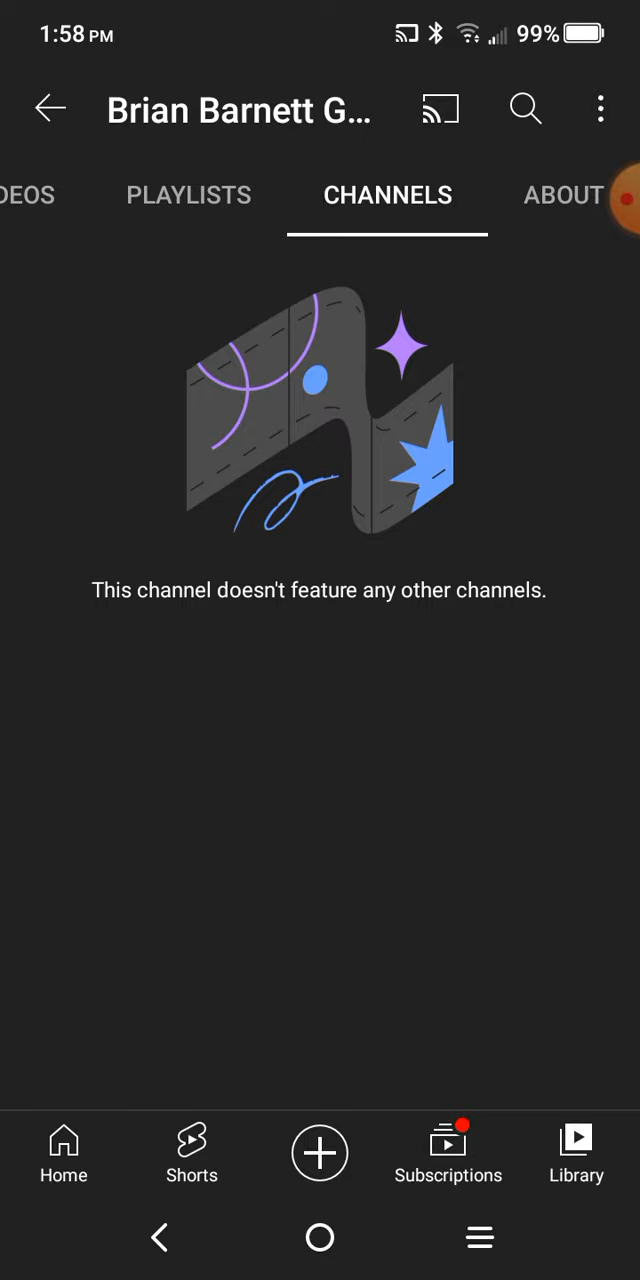 1:58 PM 99%
Brian Barnett G...
DEOS PLAYLISTS CHANNELS ABOUT
This channel doesn't feature any other channels.
Home Shorts Subscriptions Library